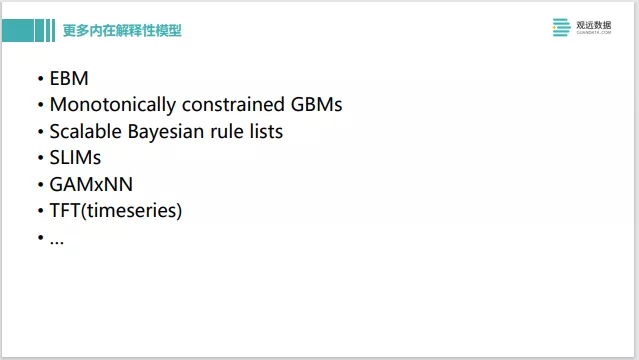 更多内在解释性模型
观远数据
GUANDATA.COM
• EBM
• Monotonically constrained GBMs
• Scalable Bayesian rule lists
• SLIMs
• GAMxNN
• TFT(timeseries)
• ...